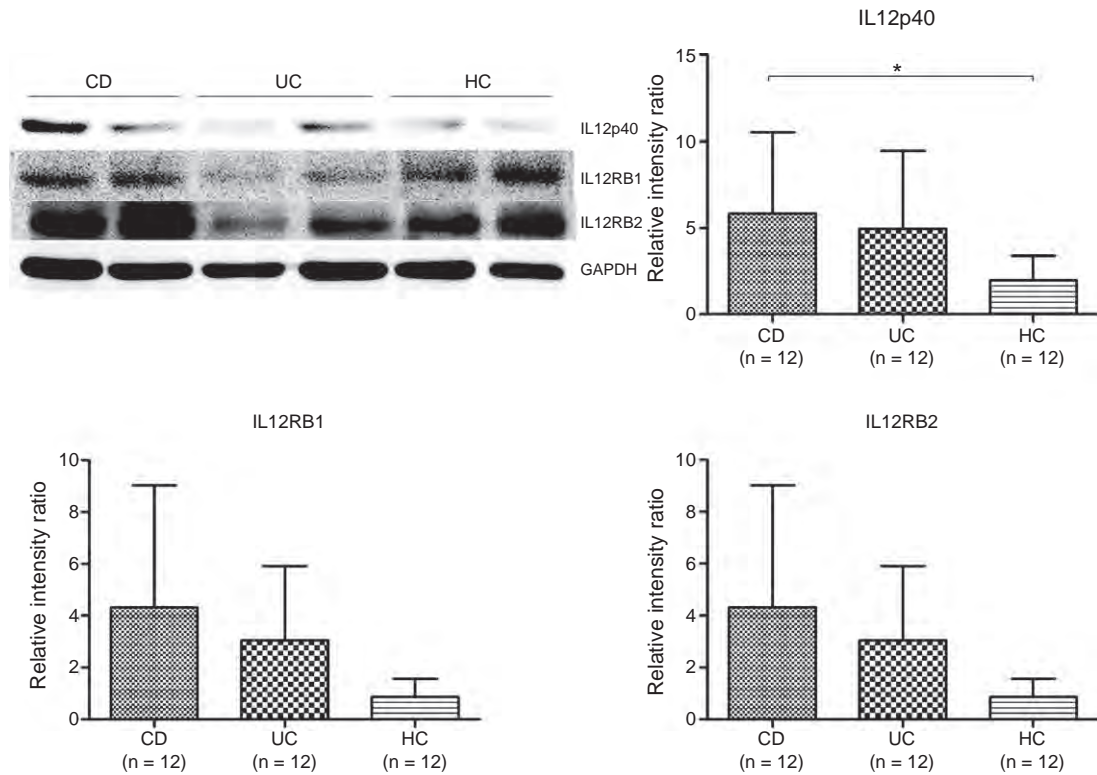 CD UC HC
IL12p40
IL12RB1
IL12RB2
GAPDH
IL12p40
Relative intensity ratio
15
10
5
0
*
CD UC HC
(n = 12) (n = 12) (n = 12)
IL12RB1
Relative intensity ratio
10
8
6
4
2
0
CD UC HC
(n = 12) (n = 12) (n = 12)
IL12RB2
Relative intensity ratio
10
8
6
4
2
0
CD UC HC
(n = 12) (n = 12) (n = 12)